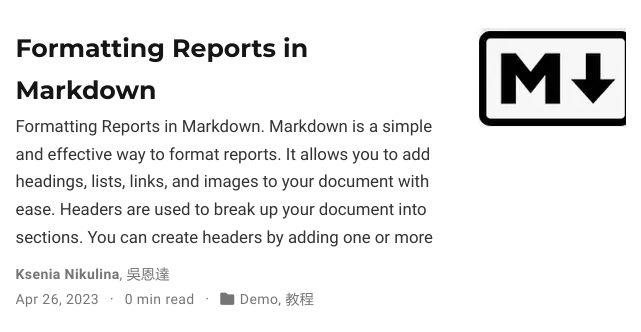 Formatting Reports in
Markdown
Formatting Reports in Markdown. Markdown is a simple
and effective way to format reports. It allows you to add
headings, lists, links, and images to your document with
ease. Headers are used to break up your document into
sections. You can create headers by adding one or more
Ksenia Nikulina, 吳恩達
Apr 26, 2023 · 0 min read · Demo, 教程
M